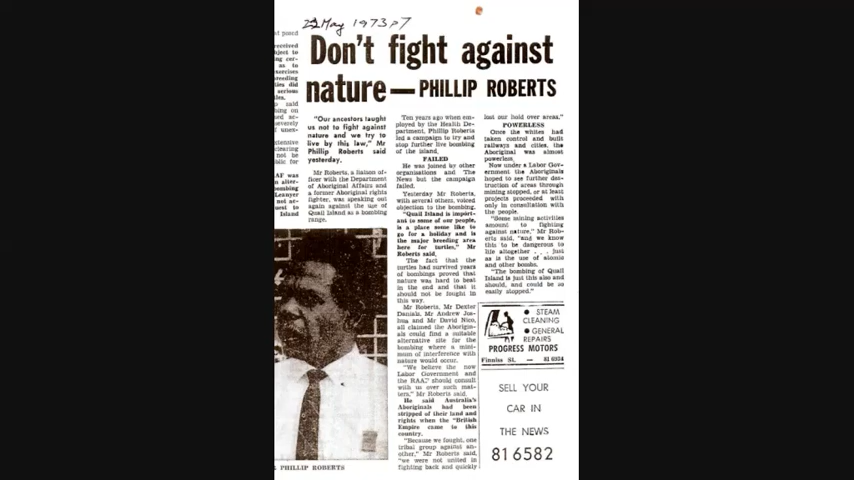 22 May 1973 p7
Don't fight against
nature — PHILLIP ROBERTS
"Our ancestors taught
us not to fight against
nature and we try to
live by this law," Mr
Phillip Roberts said
yesterday.
Mr Roberts, a liaison of-
ficer with the Department
of Aboriginal Affairs and
a former Aboriginal rights
fighter, was speaking out
again against the use of
Quail Island as a bombing
range.
PHILLIP ROBERTS
Ten years ago when em-
ployed by the Health De-
partment, Phillip Roberts
led a campaign to try and
stop further live bombing
of the island.
FAILED
He was joined by other
organisations and The
News but the campaign
failed.
Yesterday Mr Roberts,
with several others, voiced
objection to the bombing.
"Quail Island is import-
ant to some of our people,
is a place some like to
go for a holiday and is
the major breeding area
here for turtles," Mr
Roberts said.
The fact that the
turtles had survived years
of bombings proved that
nature was hard to beat
in the end and that it
should not be fought in
this way.
Mr Roberts, Mr Dexter
Daniels, Mr Andrew Jos-
hua and Mr David Nico,
all claimed the Aborigin-
als could find a suitable
alternative site for the
bombing where a mini-
mum of interference with
nature would occur.
"We believe the now
Labor Government and
the RAAF should consult
with us over such mat-
ters," Mr Roberts said.
He said Australia's
Aboriginals had been
stripped of their land and
rights when the "British
Empire came to this
country.
"Because we fought, one
tribal group against an-
other," Mr Roberts said,
"we were not united in
fighting back and quickly
lost our hold over areas."
POWERLESS
Once the whites had
taken control and built
railways and cities, the
Aboriginal was almost
powerless.
Now under a Labor Gov-
ernment the Aboriginals
hoped to see further des-
truction of areas through
mining stopped, or at least
projects proceeded with
only in consultation with
the people.
"Some mining activities
amount to fighting
against nature," Mr Rob-
erts said, "and we know
this to be dangerous to
life altogether . . . just
as is the use of atomic
and other bombs.
"The bombing of Quail
Island is just this also and
should, and could be so
easily stopped."
STEAM
CLEANING
GENERAL
REPAIRS
PROGRESS MOTORS
Finniss St. —
SELL YOUR
CAR IN
THE NEWS
81 6582